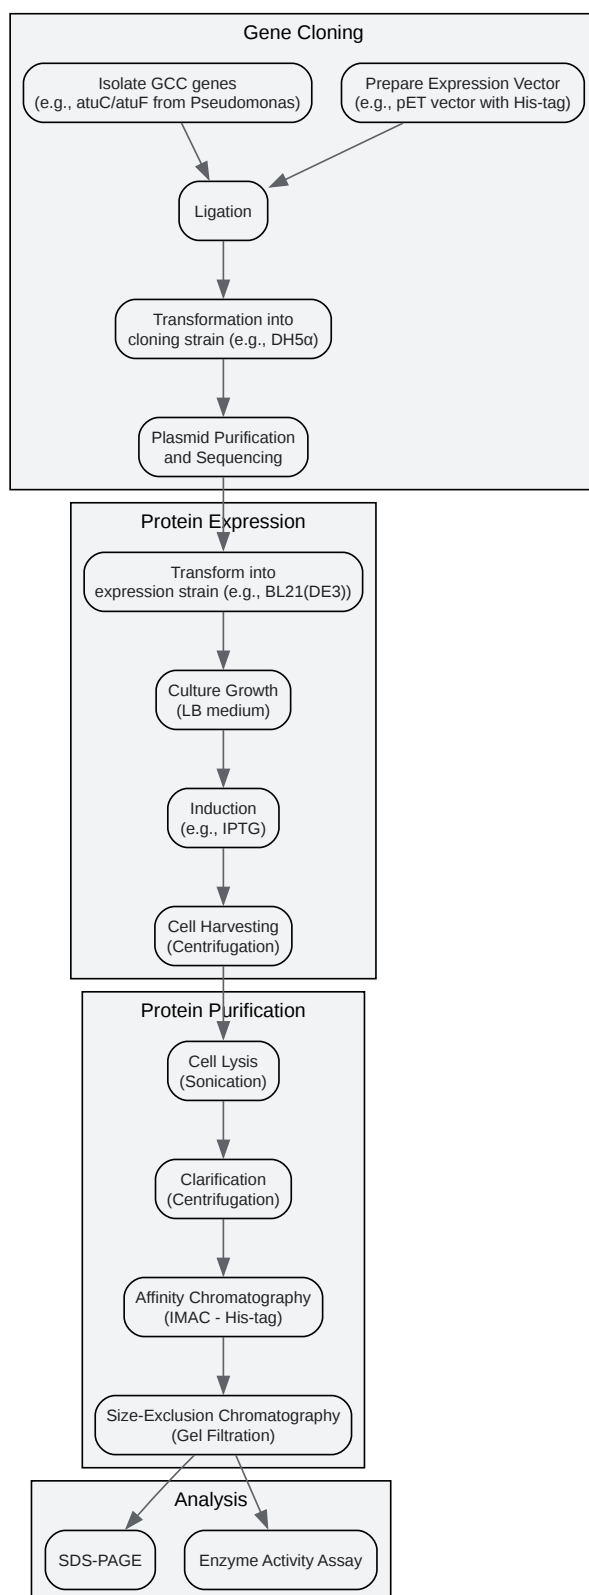 Gene Cloning
Isolate GCC genes
(e.g., atuC/atuF from Pseudomonas)
Prepare Expression Vector
(e.g., pET vector with His-tag)
Ligation
Transformation into
cloning strain (e.g., DH5α)
Plasmid Purification
and Sequencing
Protein Expression
Transform into
expression strain (e.g., BL21(DE3))
Culture Growth
(LB medium)
Induction
(e.g., IPTG)
Cell Harvesting
(Centrifugation)
Protein Purification
Cell Lysis
(Sonication)
Clarification
(Centrifugation)
Affinity Chromatography
(IMAC - His-tag)
Size-Exclusion Chromatography
(Gel Filtration)
Analysis
SDS-PAGE
Enzyme Activity Assay